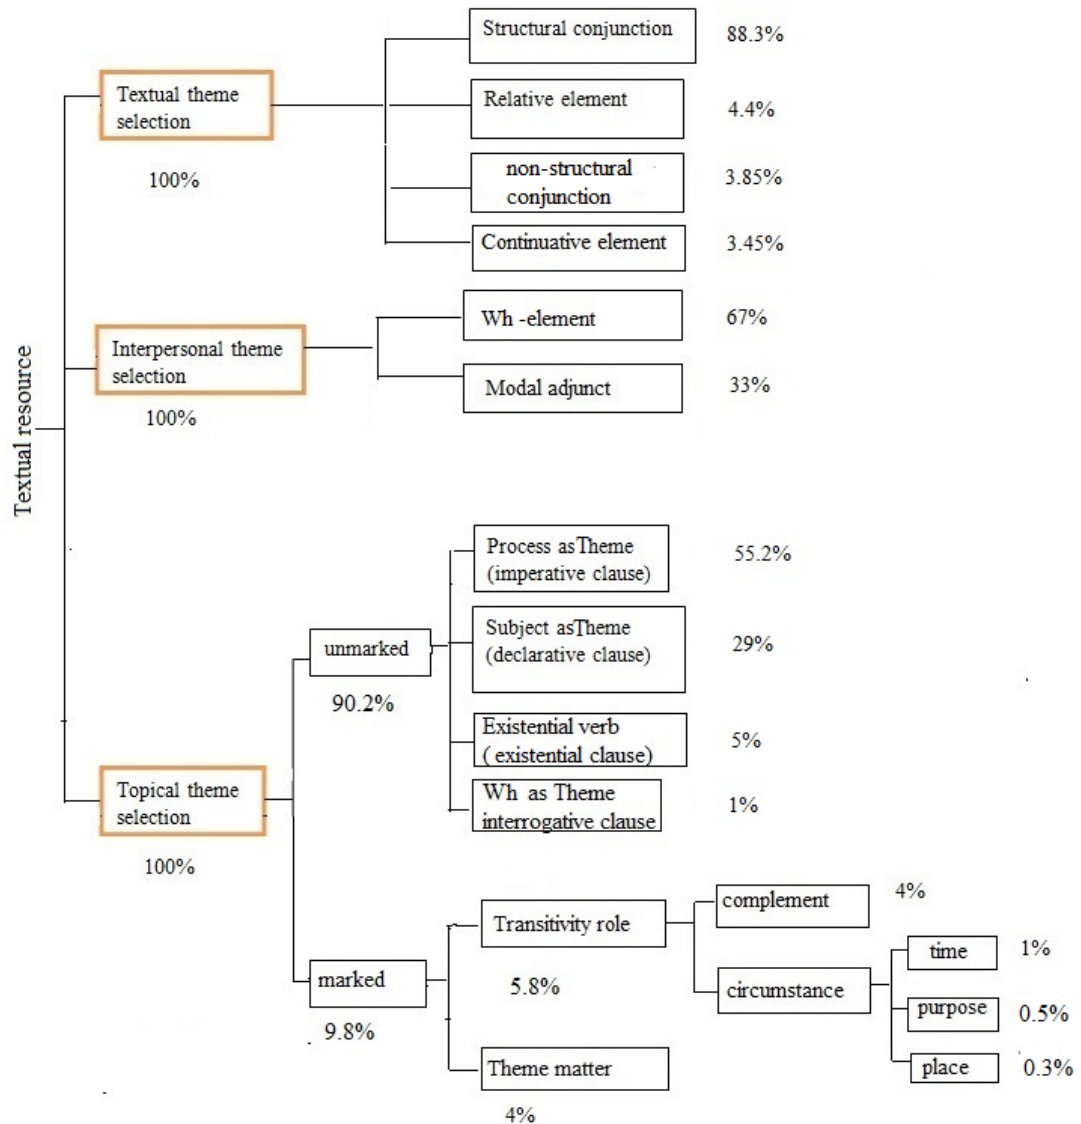 Textual resource
Textual theme
selection
100%
Structural conjunction
88.3%
Relative element
4.4%
non-structural
conjunction
3.85%
Continuative element
3.45%
Interpersonal theme
selection
100%
Wh -element
67%
Modal adjunct
33%
Topical theme
selection
100%
unmarked
90.2%
Process asTheme
(imperative clause)
55.2%
Subject asTheme
(declarative clause)
29%
Existential verb
( existential clause)
5%
Wh as Theme
interrogative clause
1%
marked
9.8%
Transitivity role
5.8%
complement
4%
circumstance
time
1%
purpose
0.5%
place
0.3%
Theme matter
4%